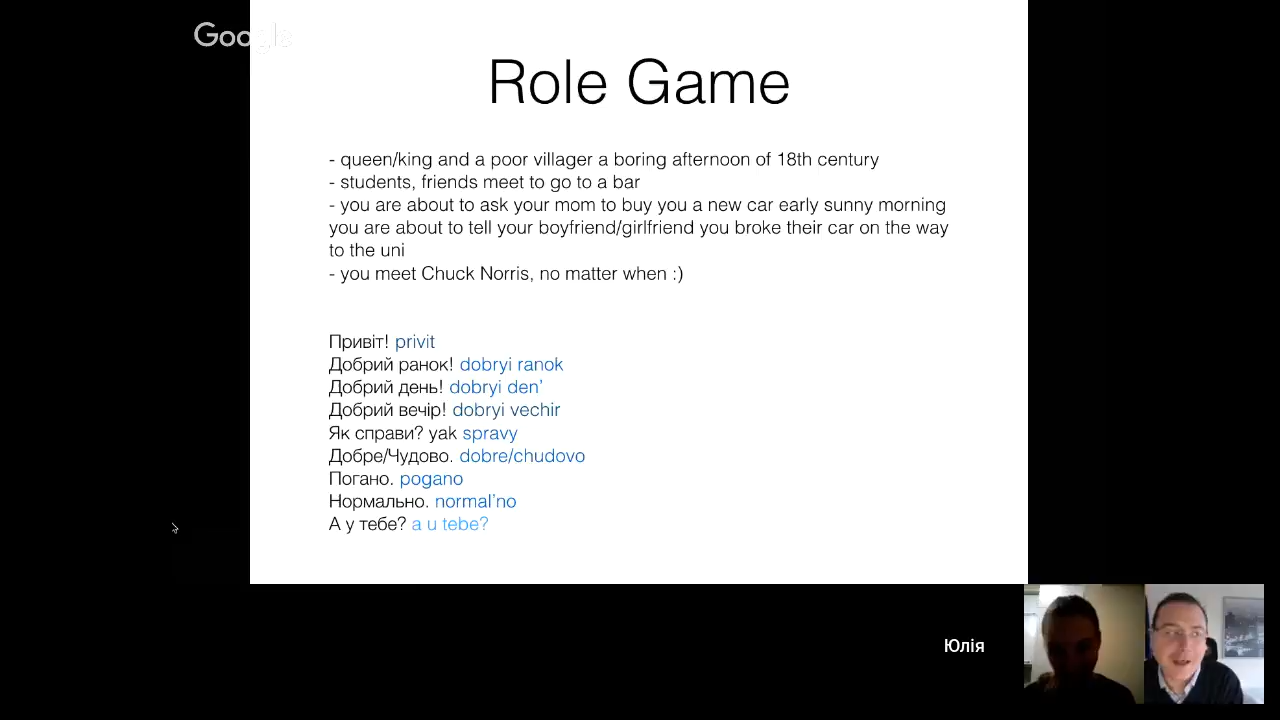 Google
Role Game
- queen/king and a poor villager a boring afternoon of 18th century
- students, friends meet to go to a bar
- you are about to ask your mom to buy you a new car early sunny morning
you are about to tell your boyfriend/girlfriend you broke their car on the way
to the uni
- you meet Chuck Norris, no matter when :)
Привіт! privit
Добрий ранок! dobryi ranok
Добрий день! dobryi den’
Добрий вечір! dobryi vechir
Як справи? yak spravy
Добре/Чудово. dobre/chudovo
Погано. pogano
Нормально. normal’no
А у тебе? a u tebe?
Юлія